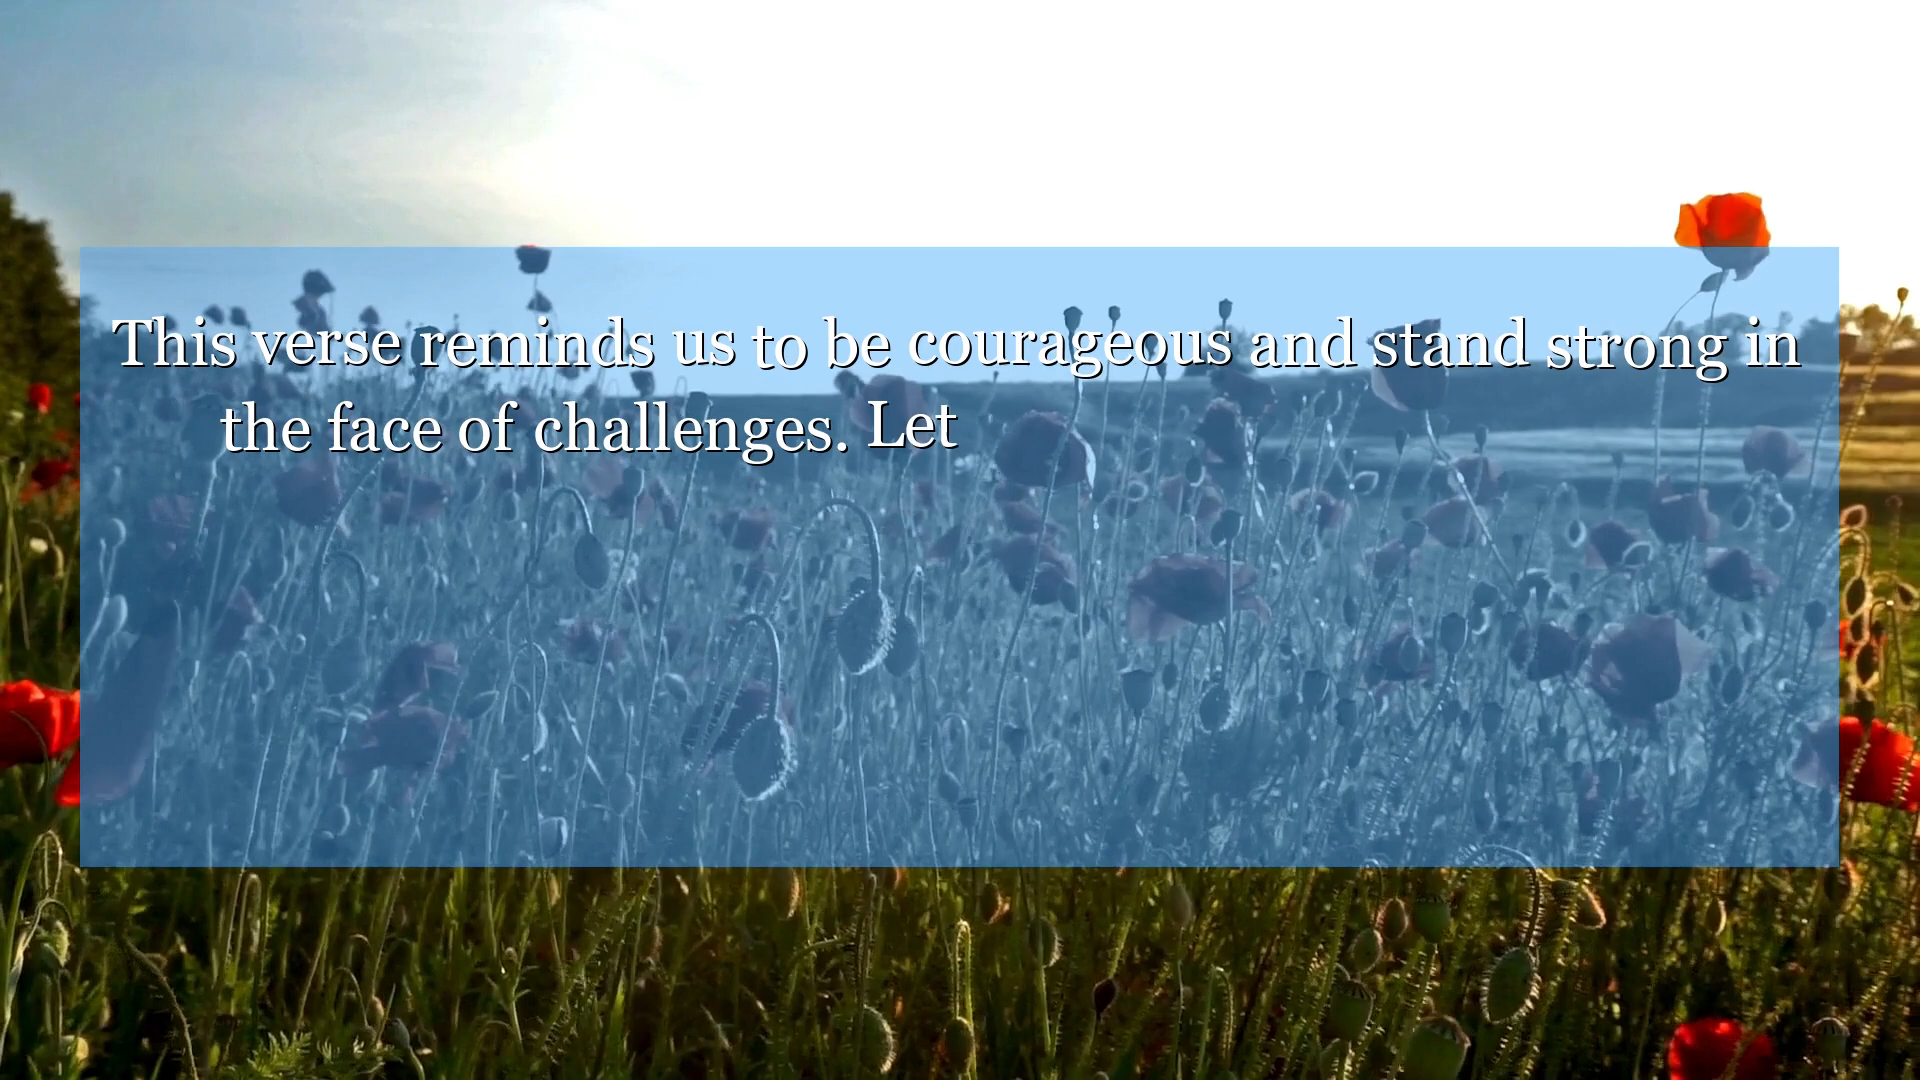 This verse reminds us to be courageous and stand strong in
the face of challenges. Let